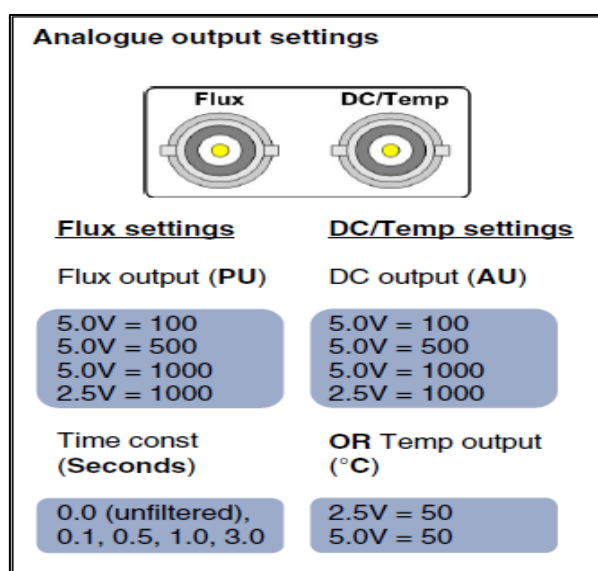 Analogue output settings
Flux
DC/Temp
Flux settings
Flux output (PU)
5.0V = 100
5.0V = 500
5.0V = 1000
2.5V = 1000
Time const
(Seconds)
0.0 (unfiltered),
0.1, 0.5, 1.0, 3.0
DC/Temp settings
DC output (AU)
5.0V = 100
5.0V = 500
5.0V = 1000
2.5V = 1000
OR Temp output
(°C)
2.5V = 50
5.0V = 50